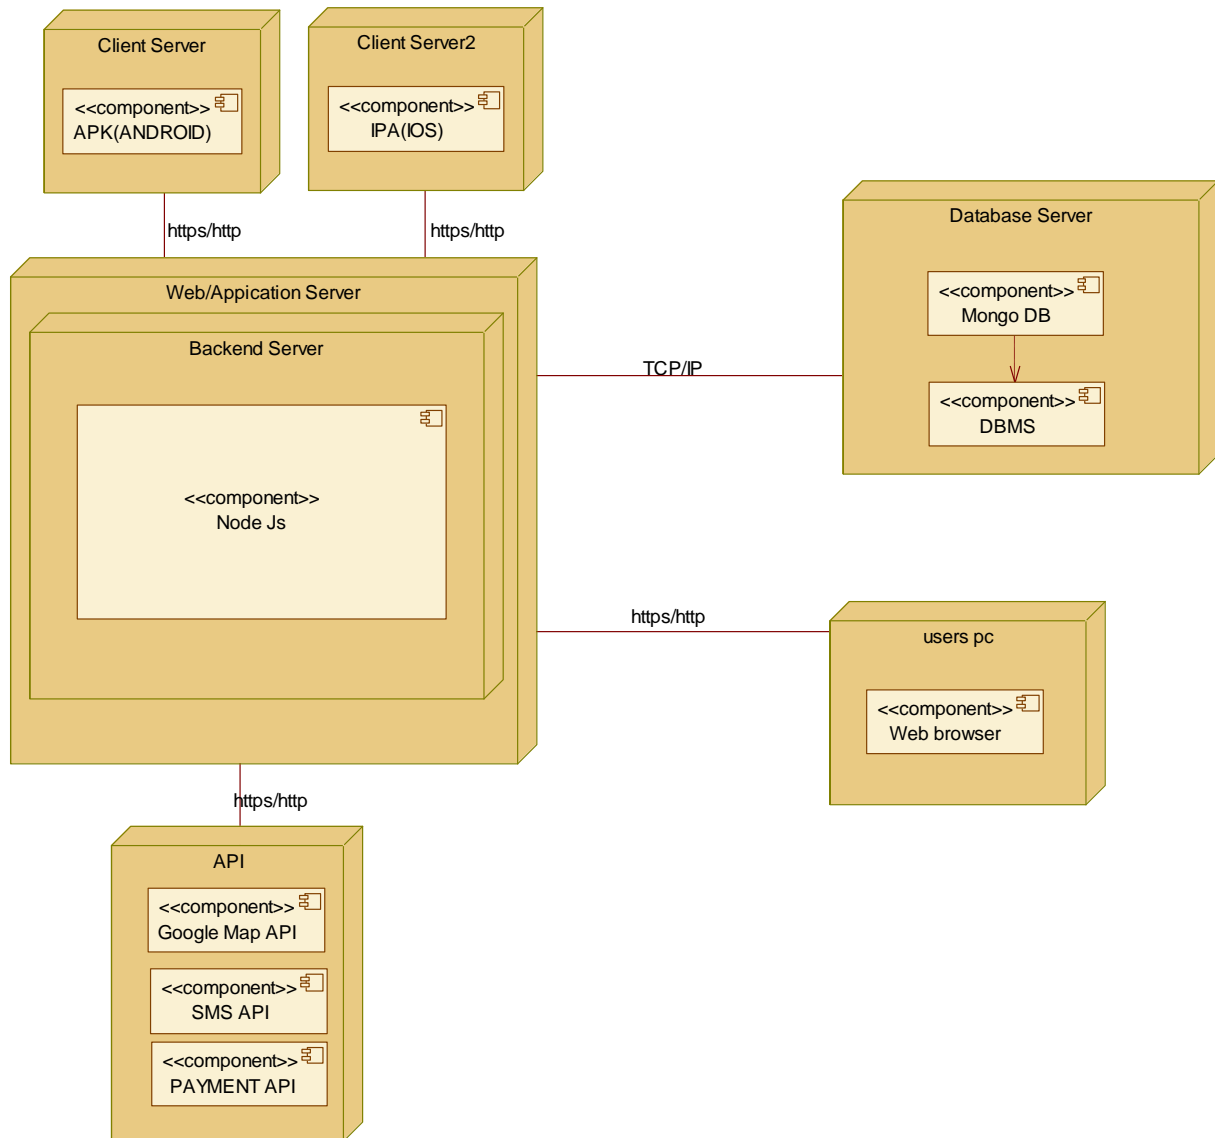 Client Server
<<component>>
APK(ANDROID)
Client Server2
<<component>>
IPA(IOS)
https/http
https/http
Web/Appication Server
Backend Server
<<component>>
Node Js
TCP/IP
Database Server
<<component>>
Mongo DB
<<component>>
DBMS
https/http
users pc
<<component>>
Web browser
https/http
API
<<component>>
Google Map API
<<component>>
SMS API
<<component>>
PAYMENT API